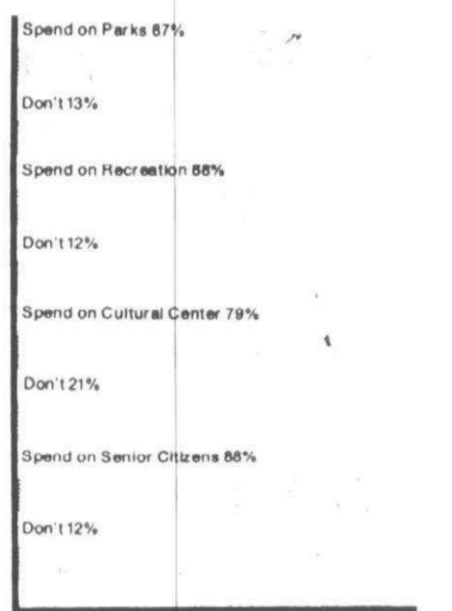 Spend on Parks 87%
Don't 13%
Spend on Recreation 88%
Don't 12%
Spend on Cultural Center 79%
Don't 21%
Spend on Senior Citizens 88%
Don't 12%